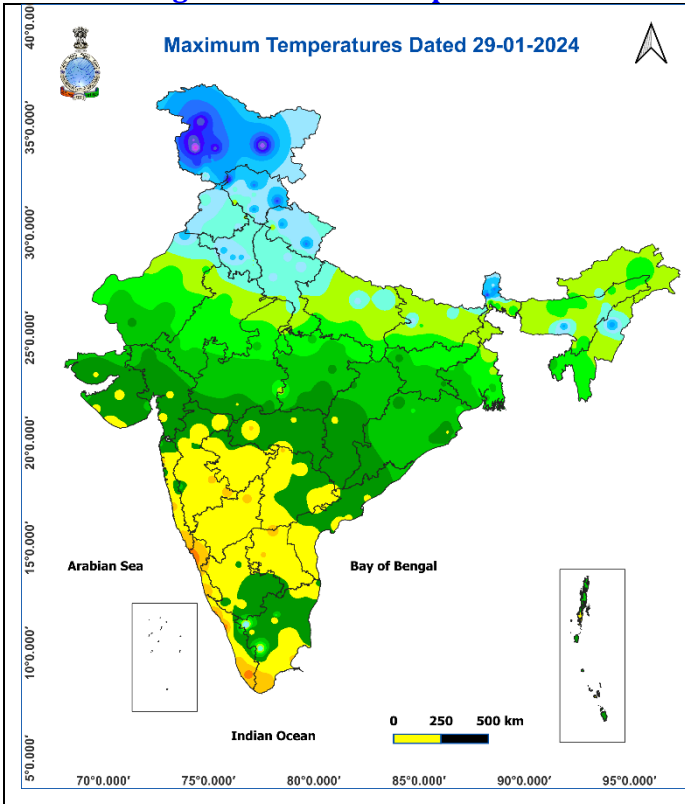 Maximum Temperatures Dated 29-01-2024
40°0.000'
35°0.000'
30°0.000'
25°0.000'
20°0.000'
15°0.000'
10°0.000'
5°0.000'
Arabian Sea
Bay of Bengal
Indian Ocean
0 250 500 km
70°0.000' 75°0.000' 80°0.000' 85°0.000' 90°0.000' 95°0.000'